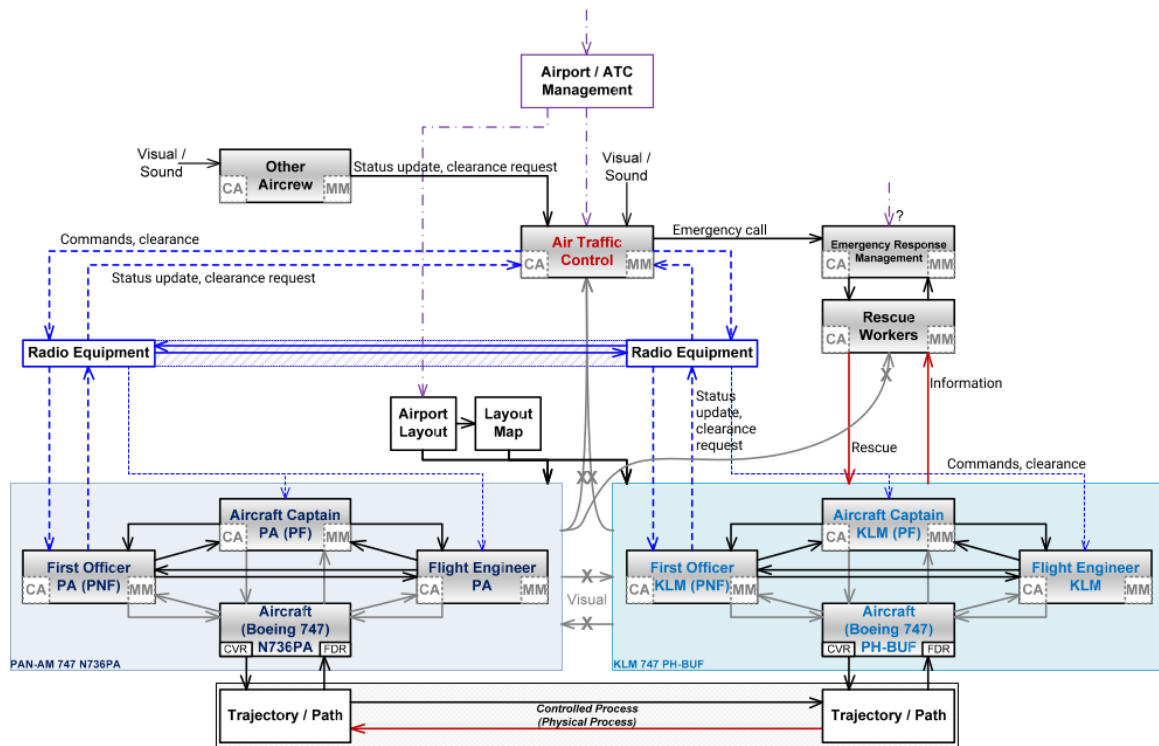 Airport / ATC
Management
Visual /
Sound
Other
Aircrew
CA
MM
Status update, clearance request
Visual /
Sound
?
Commands, clearance
Air Traffic
Control
CA
MM
Emergency call
Emergency Response
Management
CA
MM
Status update, clearance request
Rescue
Workers
CA
MM
Radio Equipment
Radio Equipment
X
Information
Status
update,
clearance
request
Airport
Layout
Layout
Map
Rescue
XX
Commands, clearance
Aircraft Captain
PA (PF)
CA
MM
Aircraft Captain
KLM (PF)
CA
MM
First Officer
PA (PNF)
CA
MM
Flight Engineer
PA
CA
MM
X
Visual
X
First Officer
KLM (PNF)
CA
MM
Flight Engineer
KLM
CA
MM
Aircraft
(Boeing 747)
N736PA
CVR
FDR
Aircraft
(Boeing 747)
PH-BUF
CVR
FDR
PAN-AM 747 N736PA
KLM 747 PH-BUF
Trajectory / Path
Controlled Process
(Physical Process)
Trajectory / Path